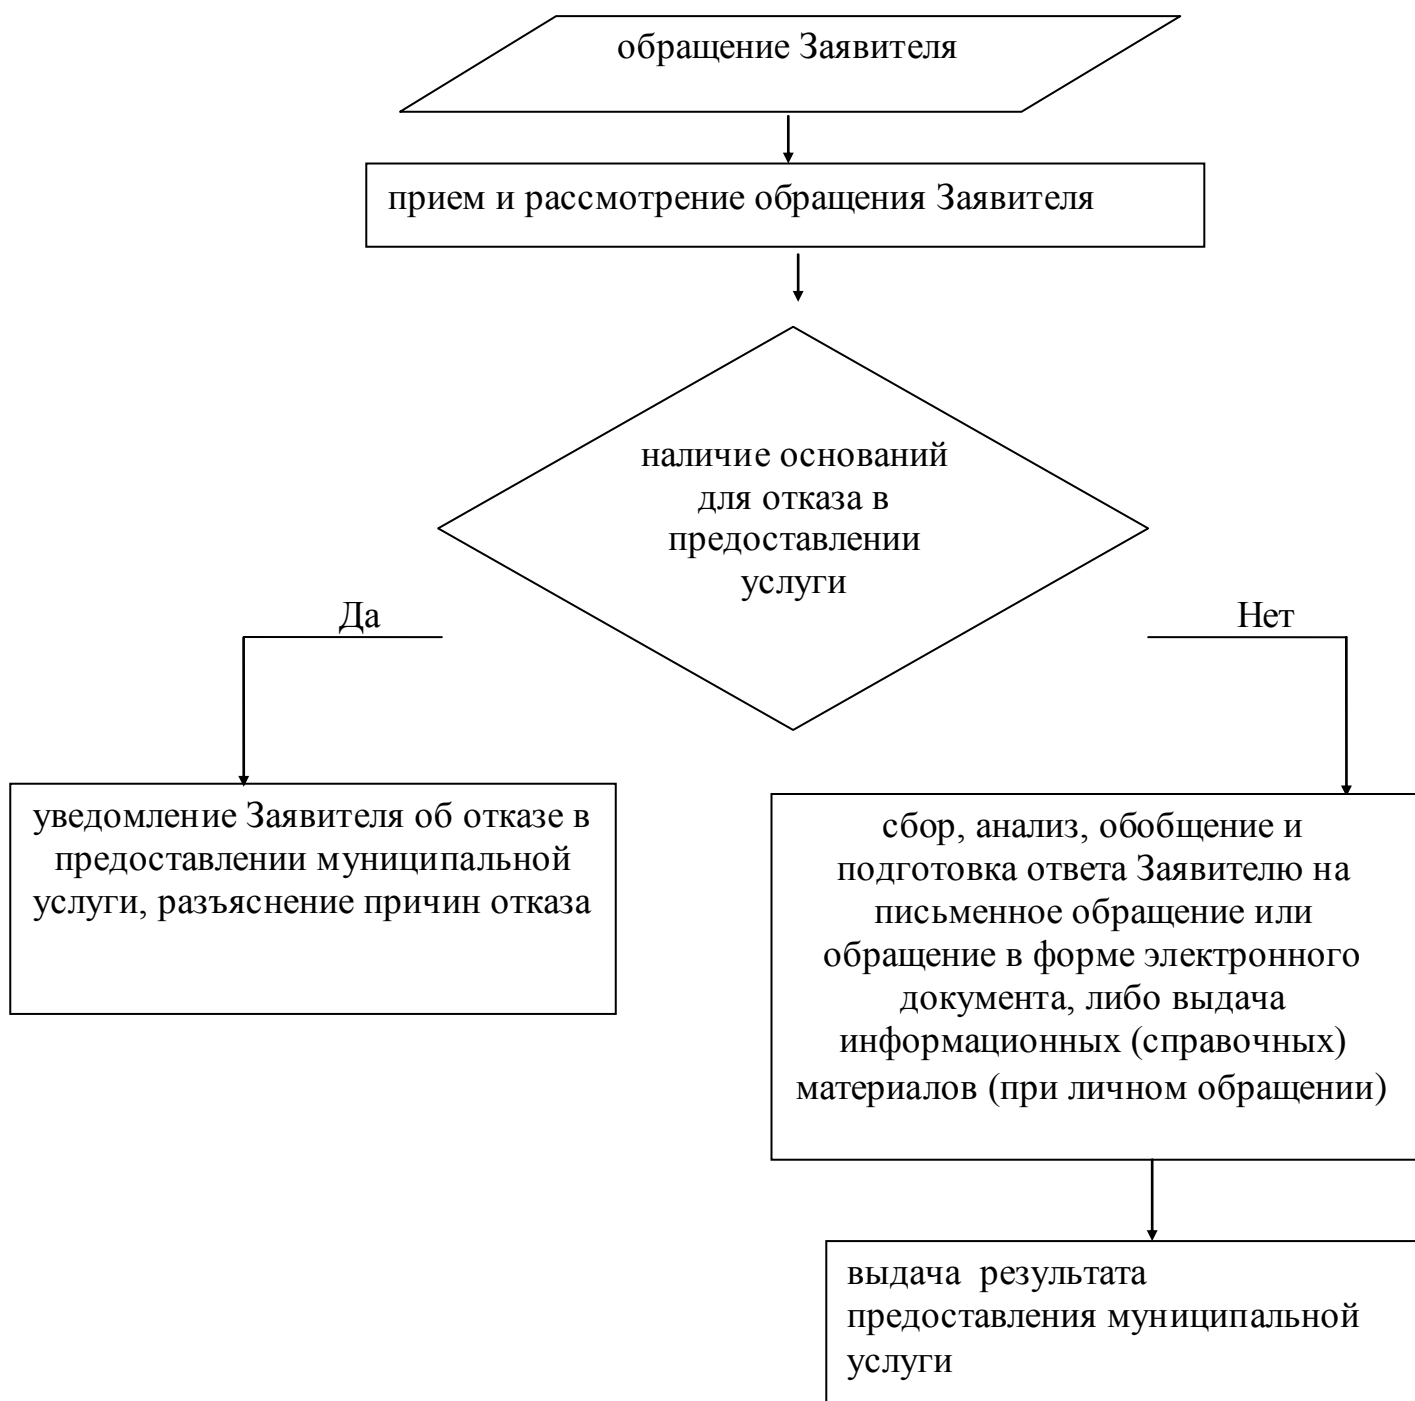 обращение Заявителя
прием и рассмотрение обращения Заявителя
наличие оснований
для отказа в
предоставлении
услуги
Да
Нет
уведомление Заявителя об отказе в
предоставлении муниципальной
услуги, разъяснение причин отказа
сбор, анализ, обобщение и
подготовка ответа Заявителю на
письменное обращение или
обращение в форме электронного
документа, либо выдача
информационных (справочных)
материалов (при личном обращении)
выдача результата
предоставления муниципальной
услуги